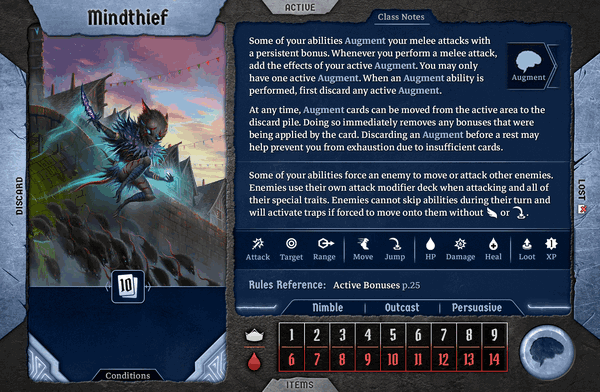 ACTIVE
Mindthief
Class Notes
Some of your abilities Augment your melee attacks with
a persistent bonus. Whenever you perform a melee attack,
add the effects of your active Augment. You may only
have one active Augment. When an Augment ability is
performed, first discard any active Augment.
Augment
At any time, Augment cards can be moved from the active area to the
discard pile. Doing so immediately removes any bonuses that were
being applied by the card. Discarding an Augment before a rest may
help prevent you from exhaustion due to insufficient cards.
Some of your abilities force an enemy to move or attack other enemies.
Enemies use their own attack modifier deck when attacking and all of
their special traits. Enemies cannot skip abilities during their turn and
will activate traps if forced to move onto them without or .
DISCARD
LOST
10
1
Attack Target Range Move Jump HP Damage Heal Loot XP
Rules Reference: Active Bonuses p.25
Nimble Outcast Persuasive
1 2 3 4 5 6 7 8 9
6 7 8 9 10 11 12 13 14
Conditions
ITEMS